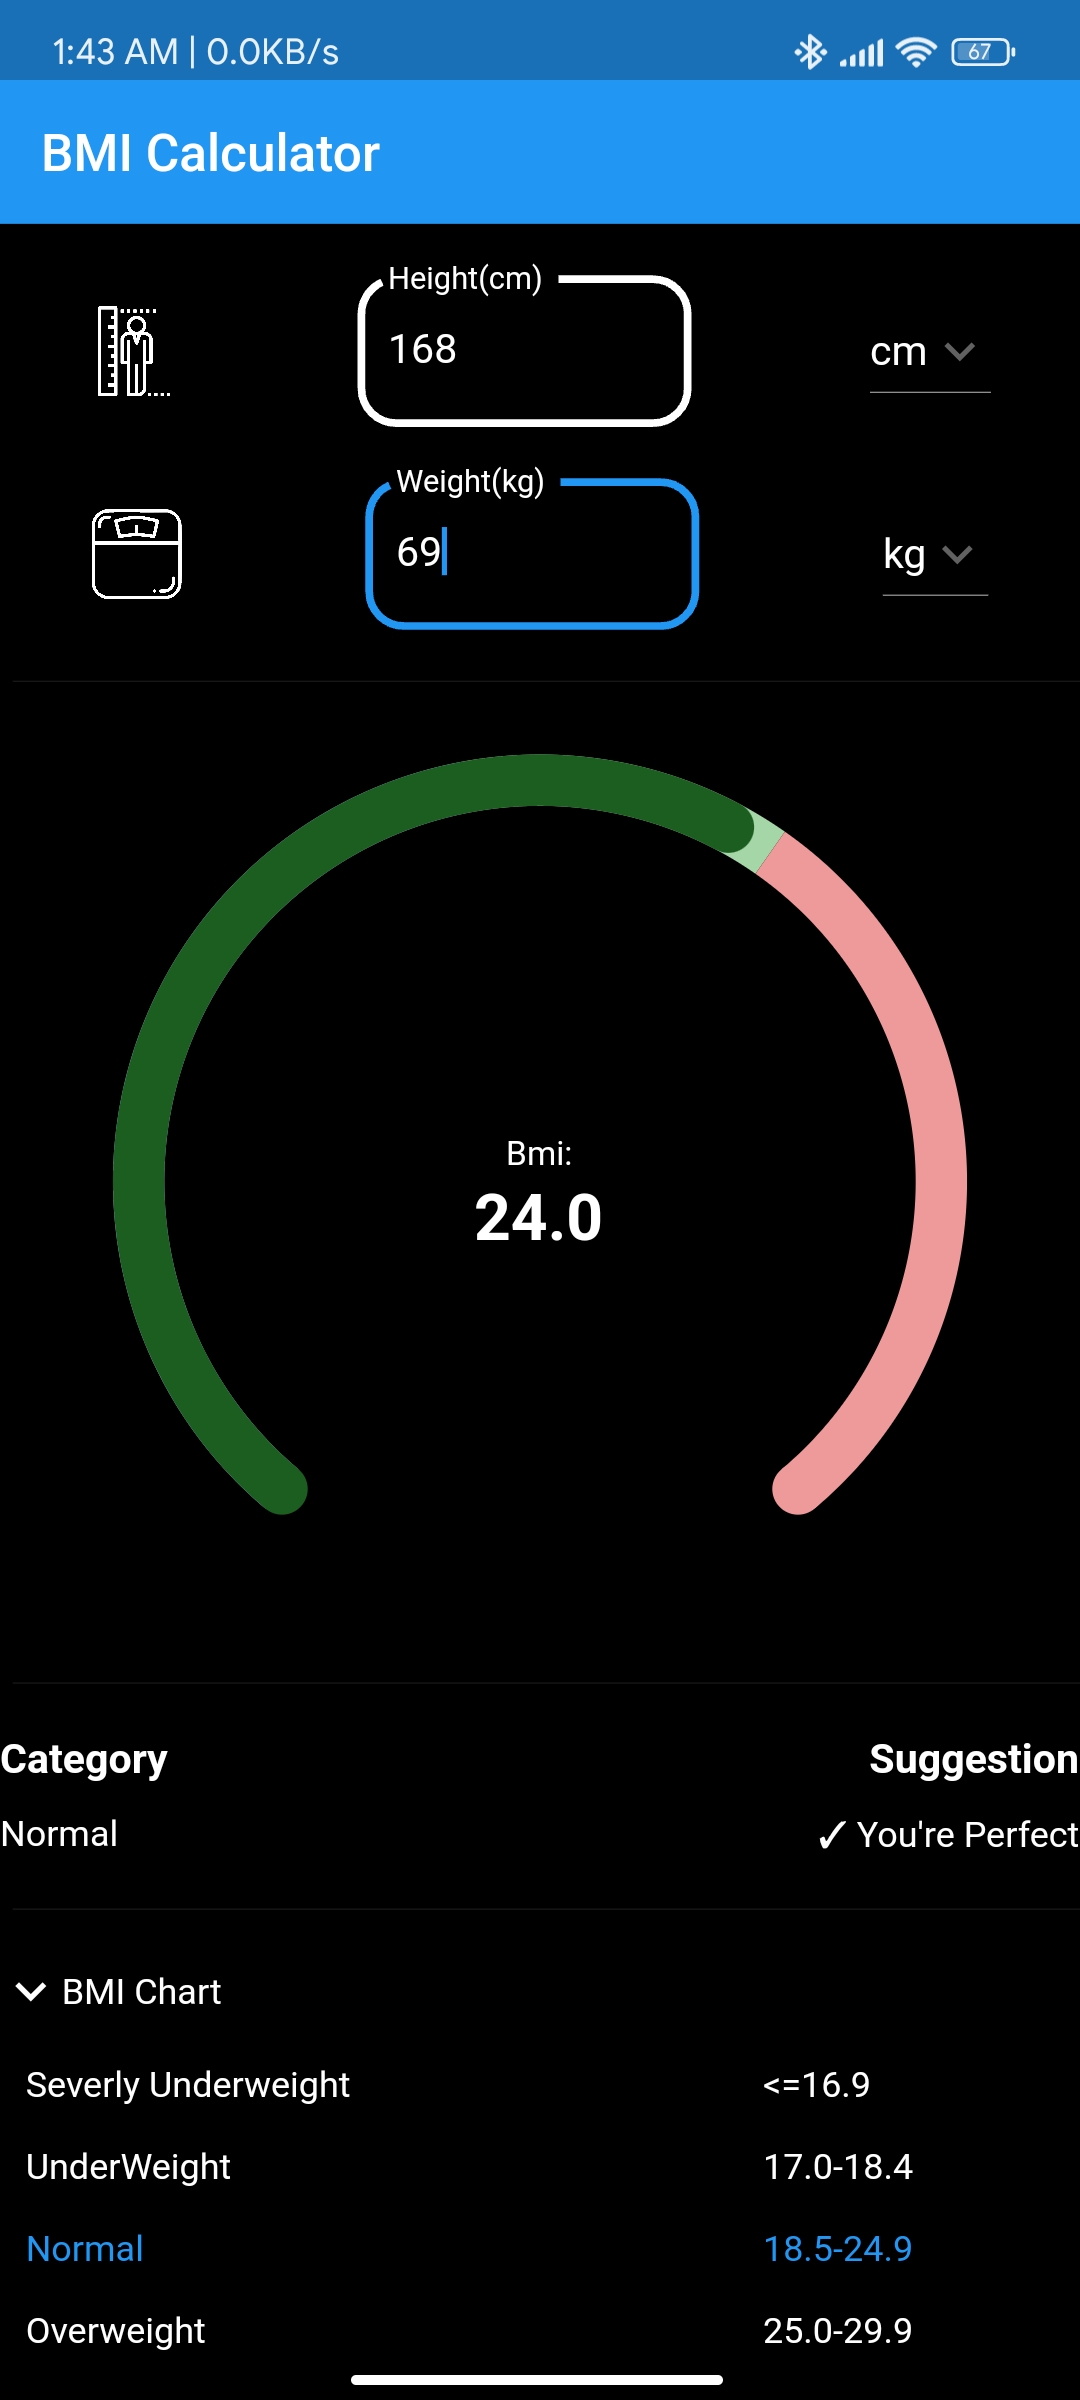 1:43 AM | 0.0KB/s 67
BMI Calculator
Height(cm)
168 cm
Weight(kg)
69 kg
Bmi:
24.0
Category Suggestion
Normal ✓ You're Perfect
BMI Chart
Severly Underweight <=16.9
UnderWeight 17.0-18.4
Normal 18.5-24.9
Overweight 25.0-29.9